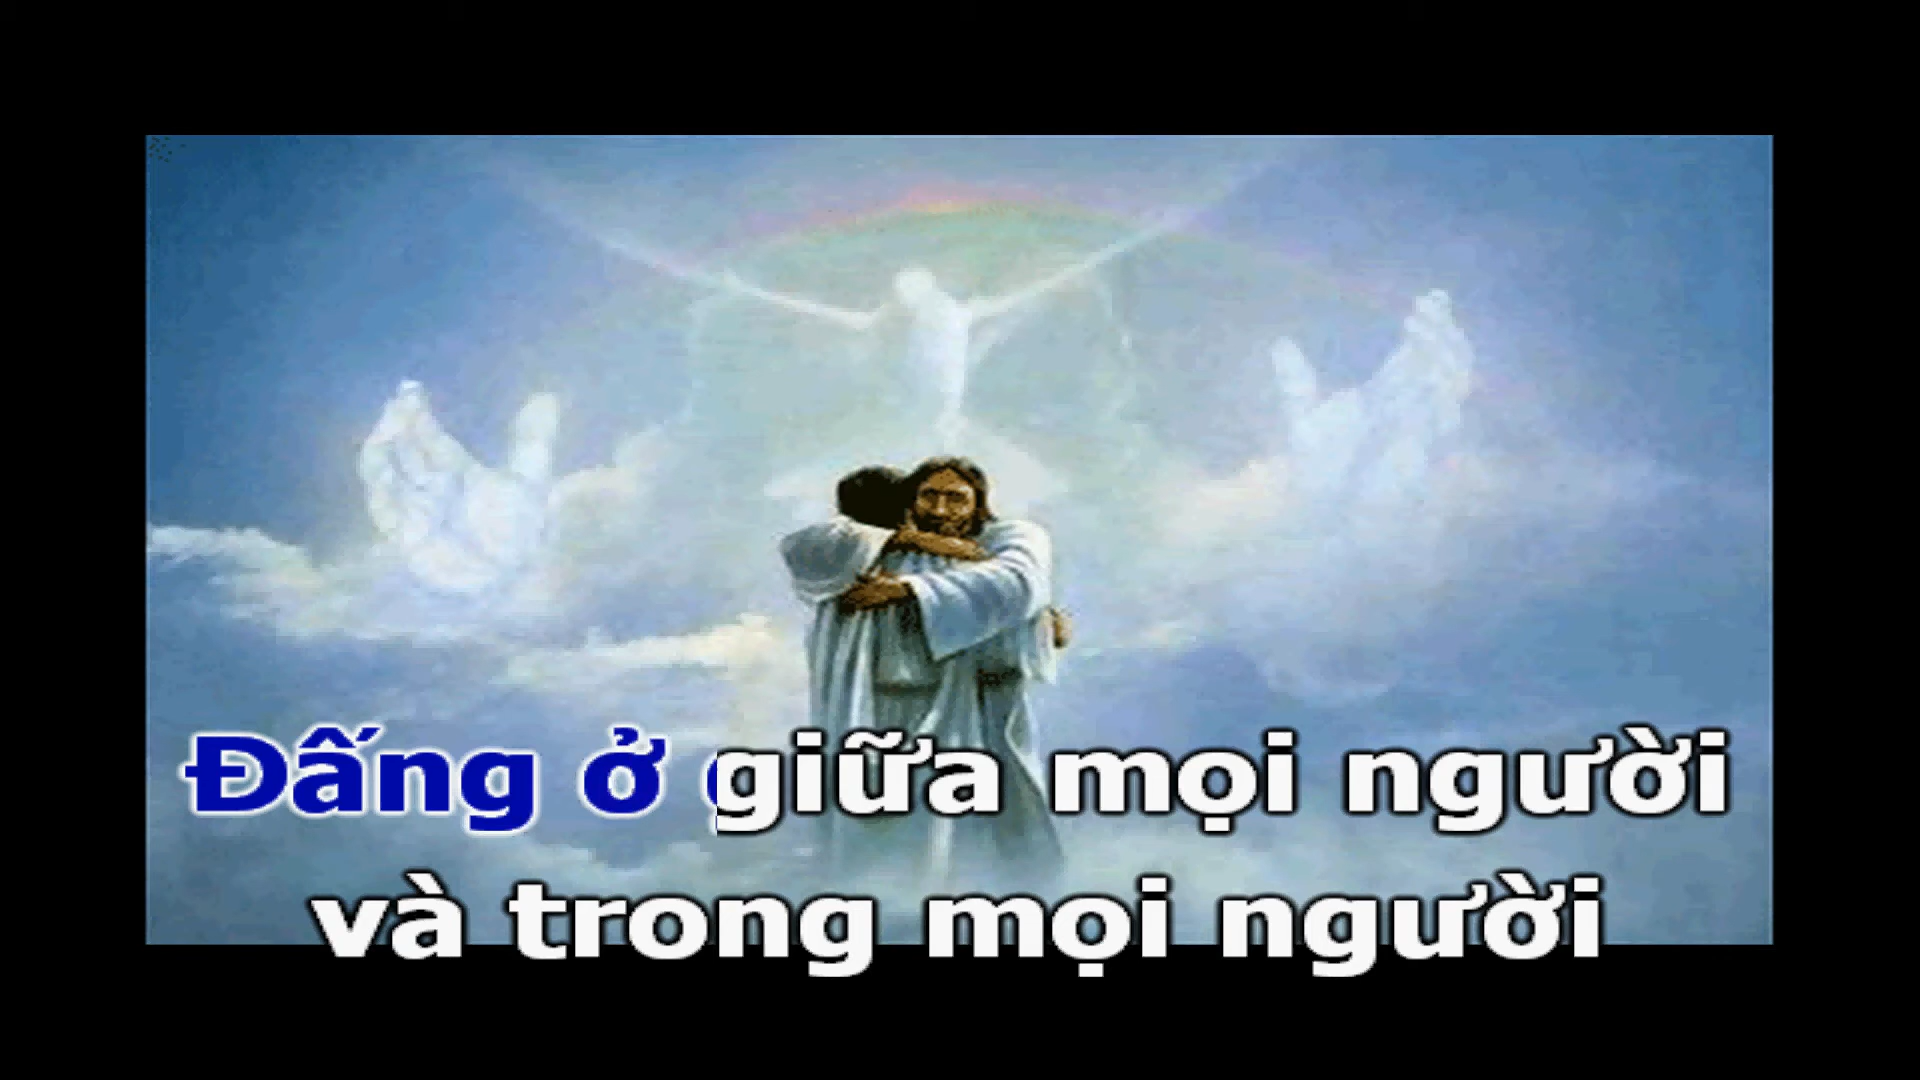 Đấng ở giữa mọi người
và trong mọi người